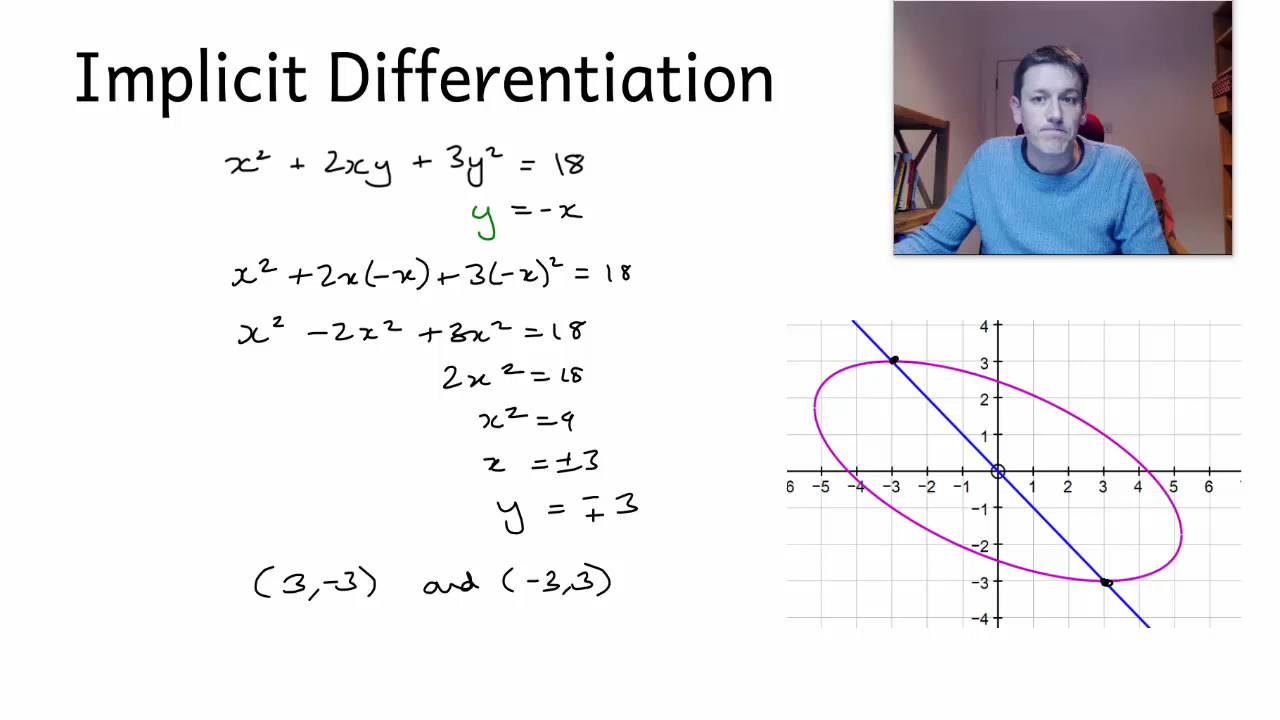 Implicit Differentiation
x² + 2xy + 3y² = 18
y = -x
x² + 2x(-x) + 3(-x)² = 18
x² - 2x² + 3x² = 18
2x² = 18
x² = 9
x = ±3
y = ∓3
(3,-3) and (-3,3)
4
3
2
1
6 −5 −4 −3 −2 −1 1 2 3 4 5 6
−1
−2
−3
−4